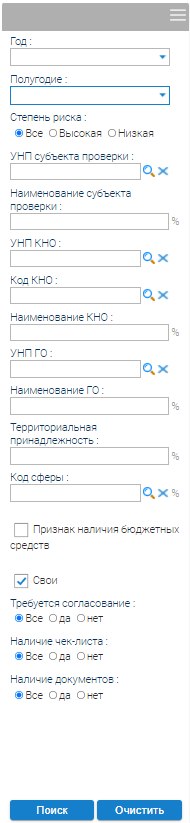 Год :
Полугодие :
Степень риска :
Все Высокая Низкая
УНП субъекта проверки :
Наименование субъекта
проверки :
%
УНП КНО :
Код КНО :
Наименование КНО :
%
УНП ГО :
Наименование ГО :
%
Территориальная
принадлежность :
%
Код сферы :
%
Признак наличия бюджетных
средств
Свои
Требуется согласование :
Все да нет
Наличие чек-листа :
Все да нет
Наличие документов :
Все да нет
Поиск Очистить